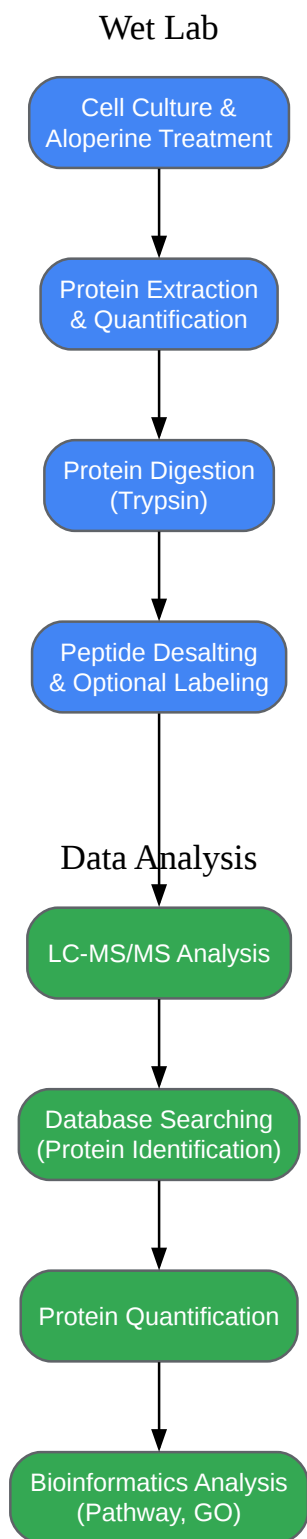 Wet Lab
Cell Culture &
Aloperine Treatment
Protein Extraction
& Quantification
Protein Digestion
(Trypsin)
Peptide Desalting
& Optional Labeling
Data Analysis
LC-MS/MS Analysis
Database Searching
(Protein Identification)
Protein Quantification
Bioinformatics Analysis
(Pathway, GO)